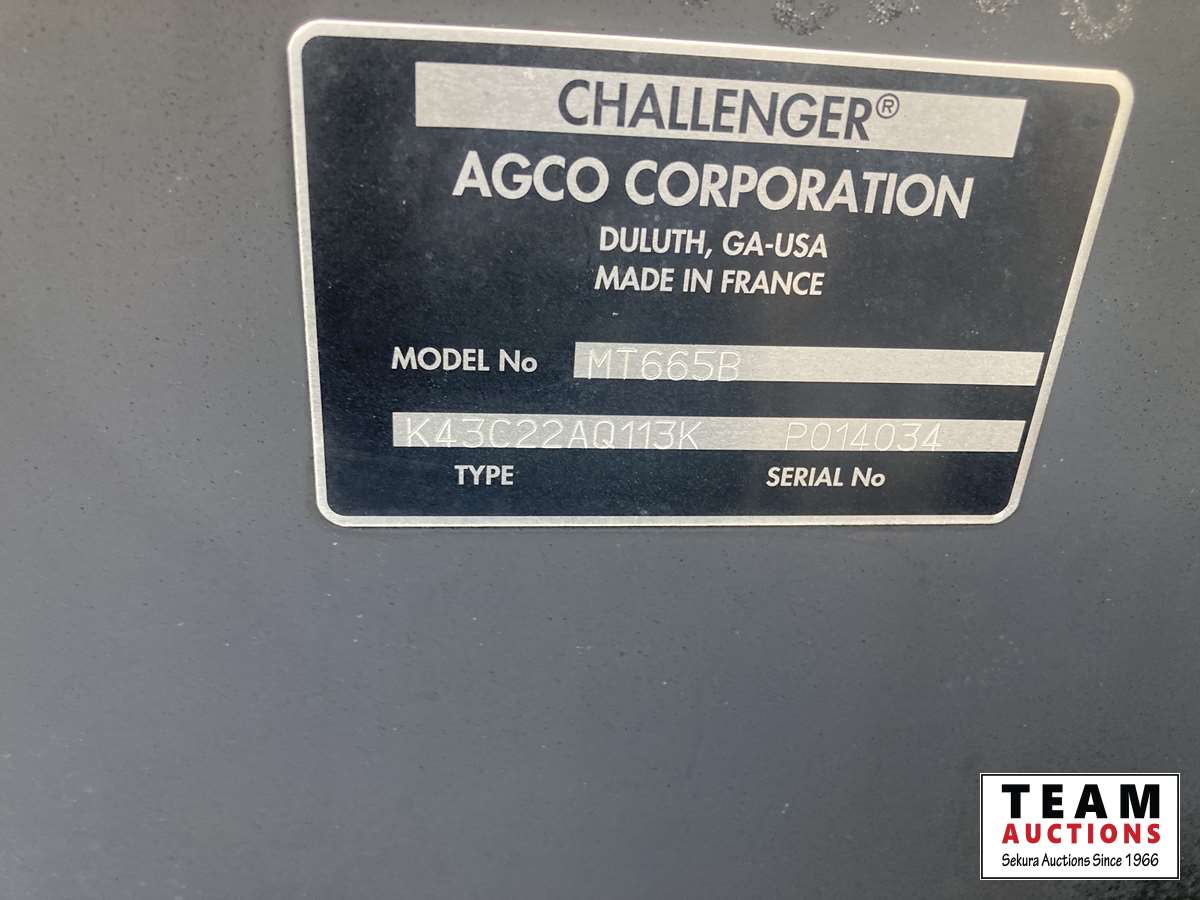 CHALLENGER®
AGCO CORPORATION
DULUTH, GA-USA
MADE IN FRANCE
MODEL No MT665B
K43C22AQ113K P014034
TYPE SERIAL No
TEAM
AUCTIONS
Sekura Auctions Since 1966